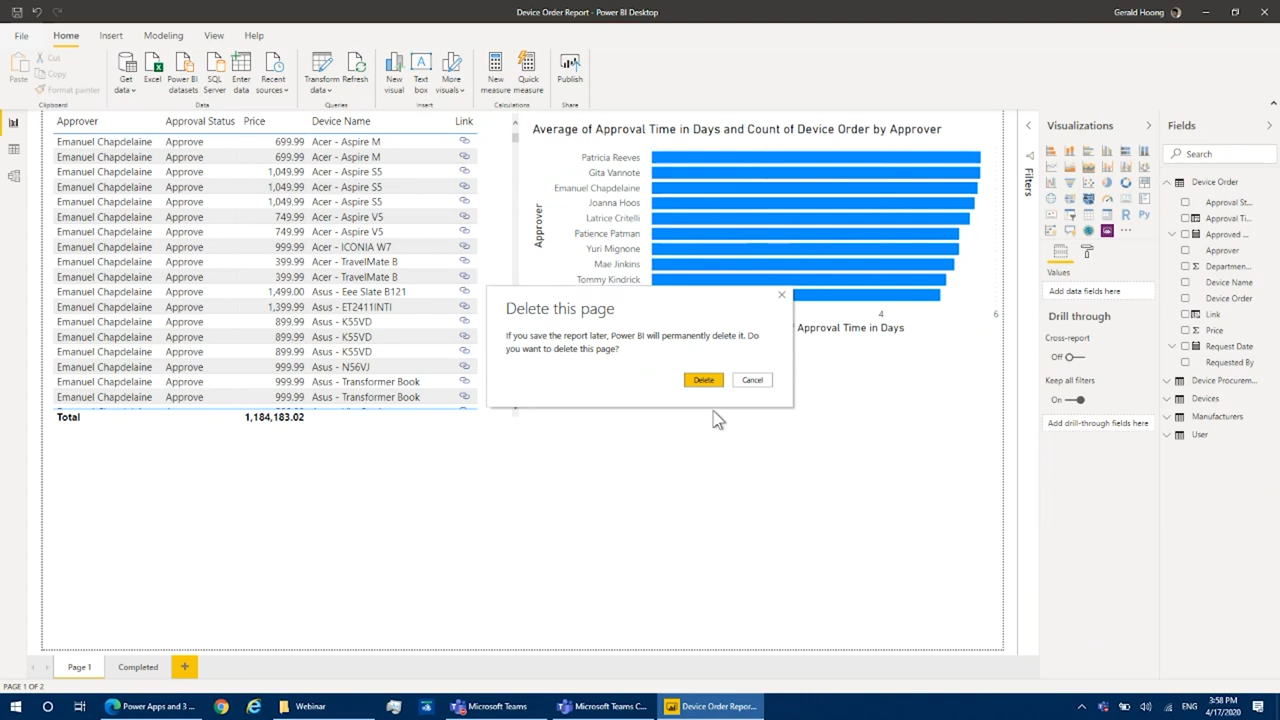 Device Order Report - Power BI Desktop
Gerald Hoong
File Home Insert Modeling View Help
Paste
Cut
Copy
Format painter
Clipboard
Get data
Excel
Power BI datasets
SQL Server
Enter data
Recent sources
Data
Transform data
Refresh
Queries
New visual
Text box
More visuals
Insert
New measure
Quick measure
Calculations
Publish
Share
Approver Approval Status Price Device Name Link
Emanuel Chapdelaine Approve 699.99 Acer - Aspire M
Emanuel Chapdelaine Approve 699.99 Acer - Aspire M
Emanuel Chapdelaine Approve 1,049.99 Acer - Aspire S5
Emanuel Chapdelaine Approve 1,049.99 Acer - Aspire S5
Emanuel Chapdelaine Approve 1,049.99 Acer - Aspire S5
Emanuel Chapdelaine Approve 749.99 Acer - Aspire V5
Emanuel Chapdelaine Approve 749.99 Acer - Aspire V5
Emanuel Chapdelaine Approve 999.99 Acer - ICONIA W7
Emanuel Chapdelaine Approve 399.99 Acer - TravelMate B
Emanuel Chapdelaine Approve 399.99 Acer - TravelMate B
Emanuel Chapdelaine Approve 1,499.00 Asus - Eee Slate B121
Emanuel Chapdelaine Approve 1,399.99 Asus - ET2411INTI
Emanuel Chapdelaine Approve 899.99 Asus - K55VD
Emanuel Chapdelaine Approve 899.99 Asus - K55VD
Emanuel Chapdelaine Approve 899.99 Asus - K55VD
Emanuel Chapdelaine Approve 999.99 Asus - N56VJ
Emanuel Chapdelaine Approve 999.99 Asus - Transformer Book
Emanuel Chapdelaine Approve 999.99 Asus - Transformer Book
Total 1,184,183.02
Average of Approval Time in Days and Count of Device Order by Approver
Approver
Patricia Reeves
Gita Vannote
Emanuel Chapdelaine
Joanna Hoos
Latrice Critelli
Patience Patman
Yuri Mignone
Mae Jinkins
Tommy Kindrick
4 6
Approval Time in Days
Delete this page
If you save the report later, Power BI will permanently delete it. Do
you want to delete this page?
Delete Cancel
Filters
Visualizations
R Py
Values
Add data fields here
Drill through
Cross-report
Off
Keep all filters
On
Add drill-through fields here
Fields
Search
Device Order
Approval St...
Approval Ti...
Approved ...
Approver
Departmen...
Device Name
Device Order
Link
Price
Request Date
Requested By
Device Procurem...
Devices
Manufacturers
User
Page 1 Completed +
PAGE 1 OF 2
Power Apps and 3 ...
Webinar
Microsoft Teams
Microsoft Teams C...
Device Order Repor...
ENG
3:58 PM
4/17/2020